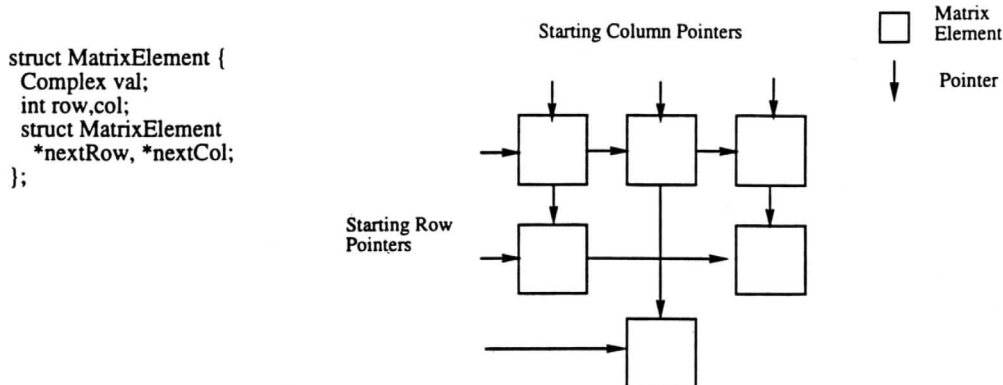 struct MatrixElement {
Complex val;
int row,col;
struct MatrixElement
*nextRow, *nextCol;
};
Starting Column Pointers
Starting Row
Pointers
Matrix
Element
Pointer